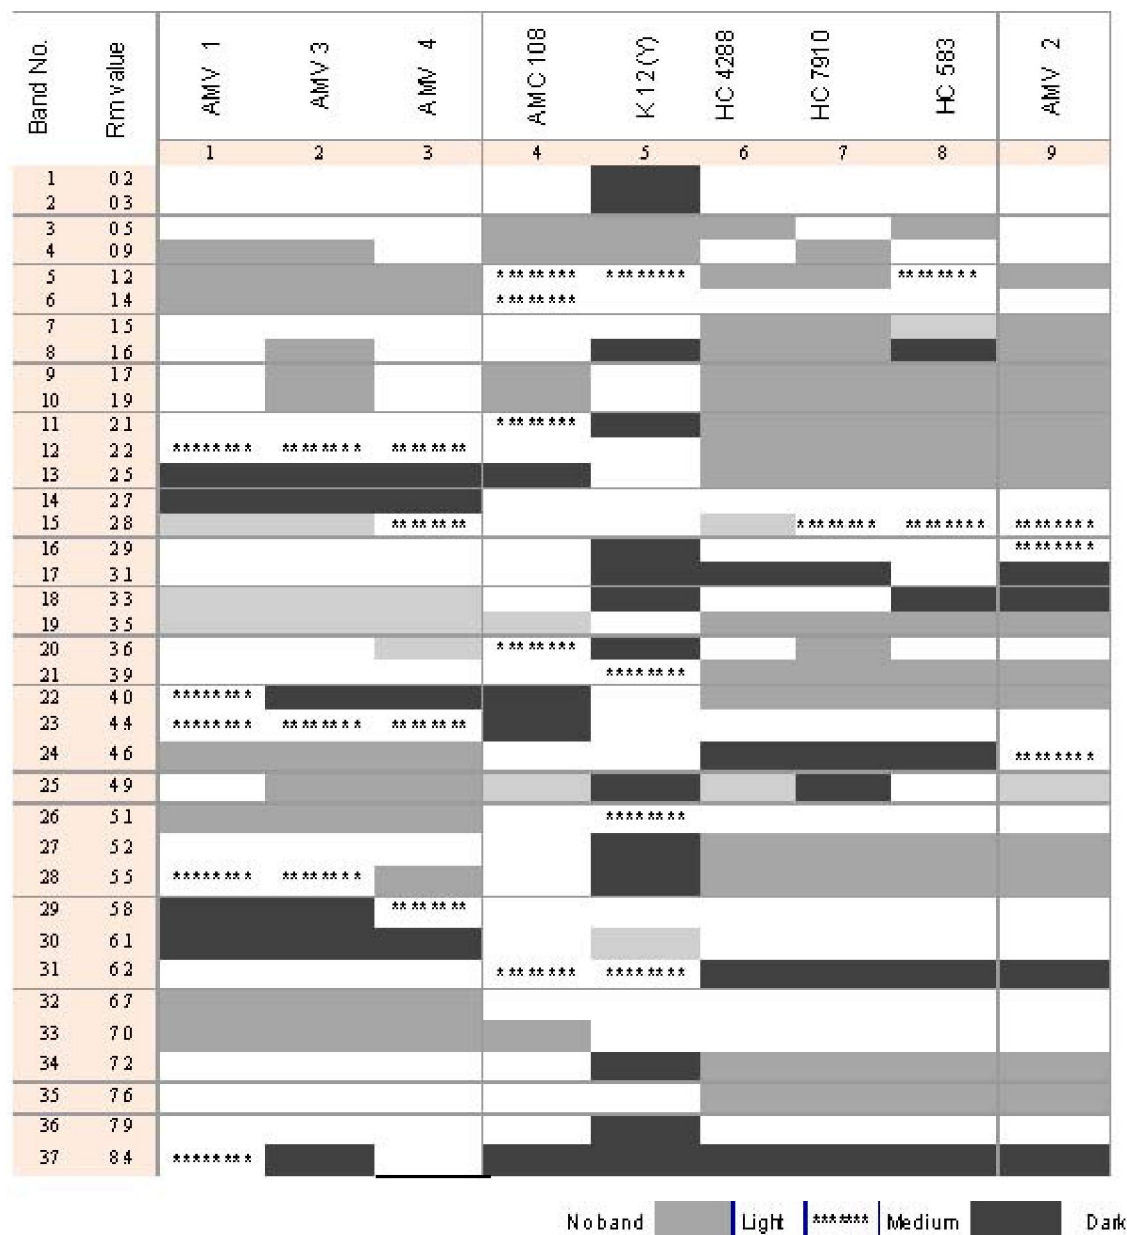 Band No. Rm value AMV 1 AMV 3 AMV 4 AMC 108 K 12 (Y) HC 4288 HC 7910 HC 583 AMV 2
1 2 3 4 5 6 7 8 9
1 02
2 03
3 05
4 09
5 12 ******** ******** ********
6 14 ********
7 15
8 16
9 17
10 19
11 21 ********
12 22 ******** ******** ********
13 25
14 27
15 28 ******** ******** ******** ********
16 29 ********
17 31
18 33
19 35
20 36 ********
21 39 ********
22 40 ********
23 44 ******** ******** ********
24 46 ********
25 49
26 51 ********
27 52
28 55 ******** ********
29 58 ********
30 61
31 62 ******** ********
32 67
33 70
34 72
35 76
36 79
37 84 ********
No band Light ******* Medium Dark